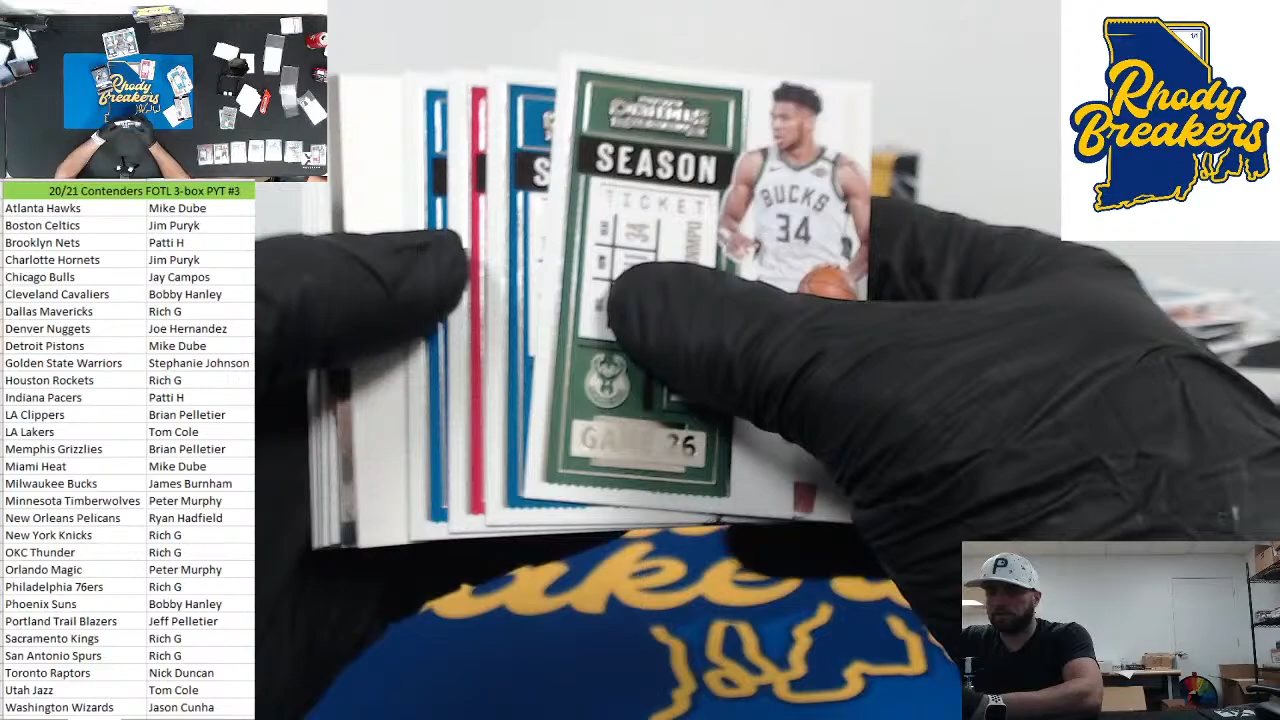 20/21 Contenders FOTL 3-box PYT #3
Atlanta Hawks Mike Dube
Boston Celtics Jim Puryk
Brooklyn Nets Patti H
Charlotte Hornets Jim Puryk
Chicago Bulls Jay Campos
Cleveland Cavaliers Bobby Hanley
Dallas Mavericks Rich G
Denver Nuggets Joe Hernandez
Detroit Pistons Mike Dube
Golden State Warriors Stephanie Johnson
Houston Rockets Rich G
Indiana Pacers Patti H
LA Clippers Brian Pelletier
LA Lakers Tom Cole
Memphis Grizzlies Brian Pelletier
Miami Heat Mike Dube
Milwaukee Bucks James Burnham
Minnesota Timberwolves Peter Murphy
New Orleans Pelicans Ryan Hadfield
New York Knicks Rich G
OKC Thunder Rich G
Orlando Magic Peter Murphy
Philadelphia 76ers Rich G
Phoenix Suns Bobby Hanley
Portland Trail Blazers Jeff Pelletier
Sacramento Kings Rich G
San Antonio Spurs Rich G
Toronto Raptors Nick Duncan
Utah Jazz Tom Cole
Washington Wizards Jason Cunha
Rhody
Breakers
SEASON
TICKET
34
BUCKS
34
S
Rhody
Breakers
1/1
P